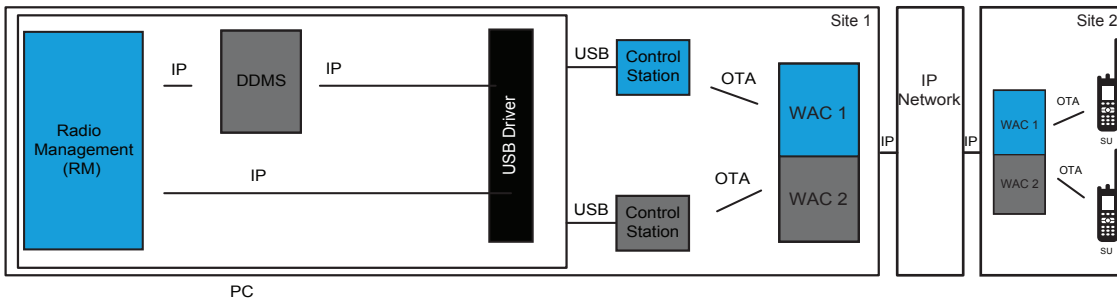 Site 1
Site 2
Radio
Management
(RM)
IP
DDMS
IP
IP
USB Driver
USB
Control
Station
OTA
WAC 1
WAC 2
USB
Control
Station
OTA
IP
IP
Network
IP
WAC 1
WAC 2
OTA
SU
OTA
SU
PC